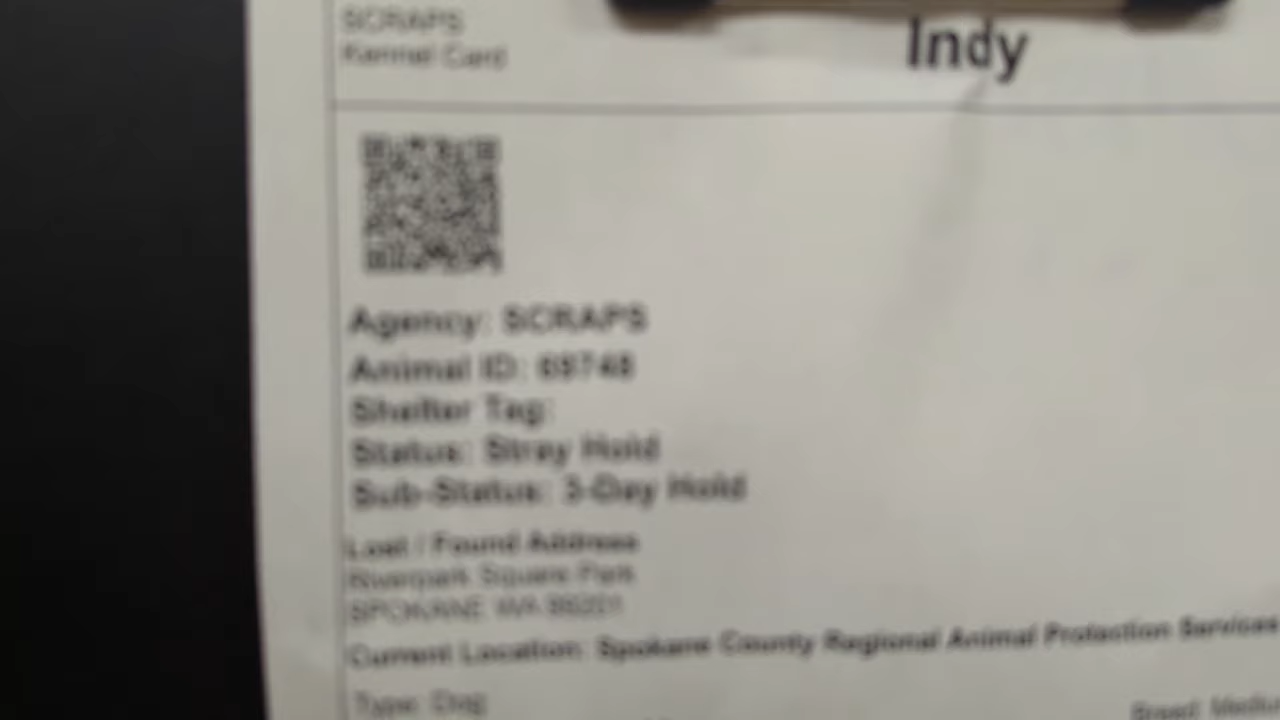 SCRAPS
Kennel Card
Indy
Agency: SCRAPS
Animal ID: 69748
Shelter Tag:
Status: Stray Hold
Sub-Status: 3-Day Hold
Lost / Found Address
Riverpark Square Park
SPOKANE WA 99201
Current Location: Spokane County Regional Animal Protection Services
Type: Dog
Breed: